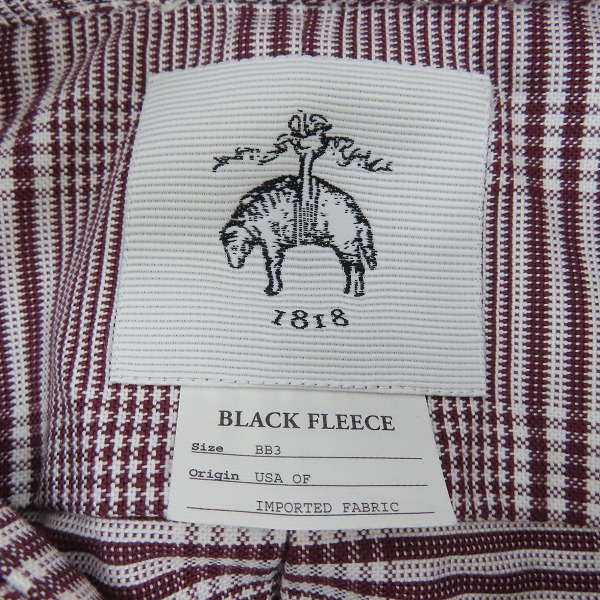 1818
BLACK FLEECE
Size BB3
Origin USA OF
IMPORTED FABRIC